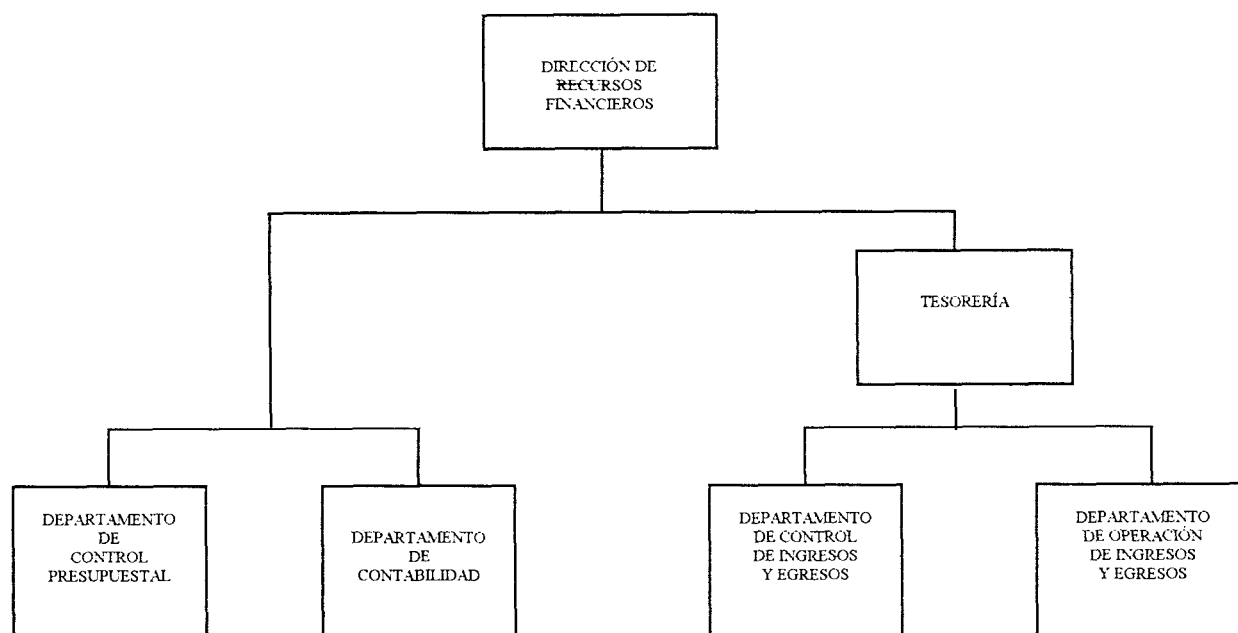 DIRECCIÓN DE
RECURSOS
FINANCIEROS
TESORERÍA
DEPARTAMENTO
DE
CONTROL
PRESUPUESTAL
DEPARTAMENTO
DE
CONTABILIDAD
DEPARTAMENTO
DE CONTROL
DE INGRESOS
Y EGRESOS
DEPARTAMENTO
DE OPERACIÓN
DE INGRESOS
Y EGRESOS